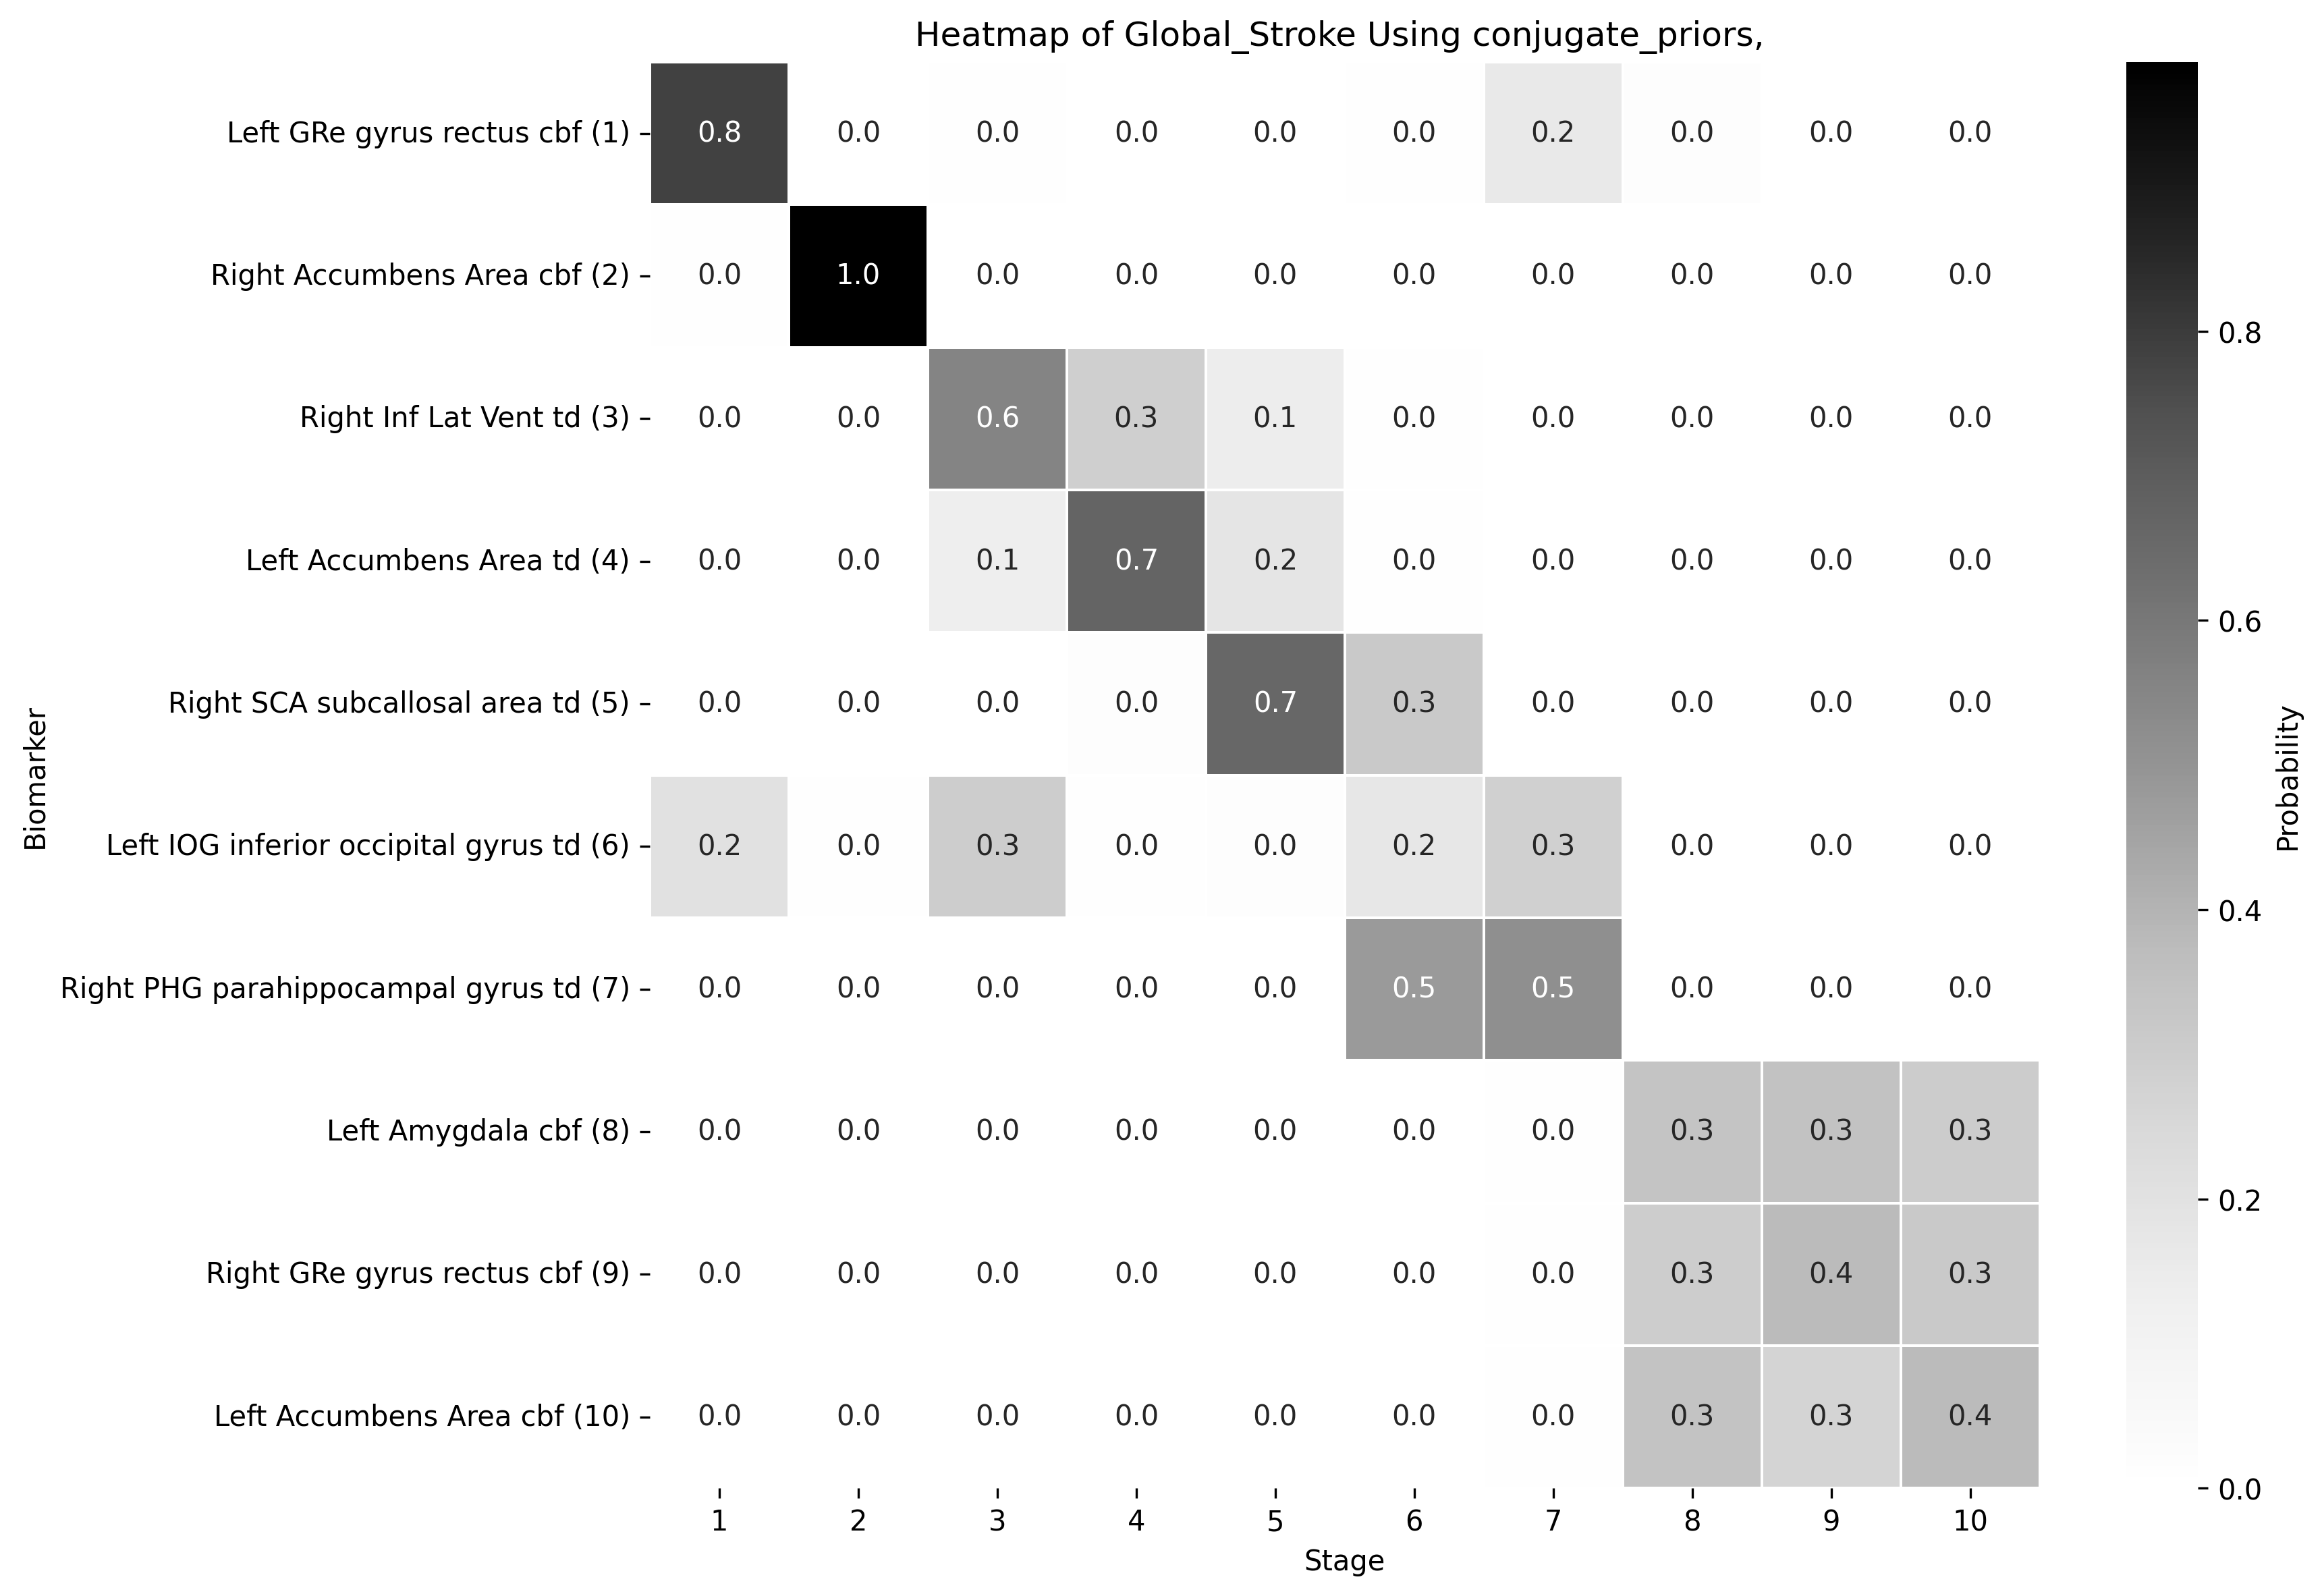 Heatmap of Global_Stroke Using conjugate_priors,
Left GRe gyrus rectus cbf (1) 0.8 0.0 0.0 0.0 0.0 0.0 0.2 0.0 0.0 0.0
Right Accumbens Area cbf (2) 0.0 1.0 0.0 0.0 0.0 0.0 0.0 0.0 0.0 0.0
Right Inf Lat Vent td (3) 0.0 0.0 0.6 0.3 0.1 0.0 0.0 0.0 0.0 0.0
Left Accumbens Area td (4) 0.0 0.0 0.1 0.7 0.2 0.0 0.0 0.0 0.0 0.0
Right SCA subcallosal area td (5) 0.0 0.0 0.0 0.0 0.7 0.3 0.0 0.0 0.0 0.0
Left IOG inferior occipital gyrus td (6) 0.2 0.0 0.3 0.0 0.0 0.2 0.3 0.0 0.0 0.0
Right PHG parahippocampal gyrus td (7) 0.0 0.0 0.0 0.0 0.0 0.5 0.5 0.0 0.0 0.0
Left Amygdala cbf (8) 0.0 0.0 0.0 0.0 0.0 0.0 0.0 0.3 0.3 0.3
Right GRe gyrus rectus cbf (9) 0.0 0.0 0.0 0.0 0.0 0.0 0.0 0.3 0.4 0.3
Left Accumbens Area cbf (10) 0.0 0.0 0.0 0.0 0.0 0.0 0.0 0.3 0.3 0.4
1 2 3 4 5 6 7 8 9 10
Stage
Biomarker
0.8
0.6
0.4
0.2
0.0
Probability